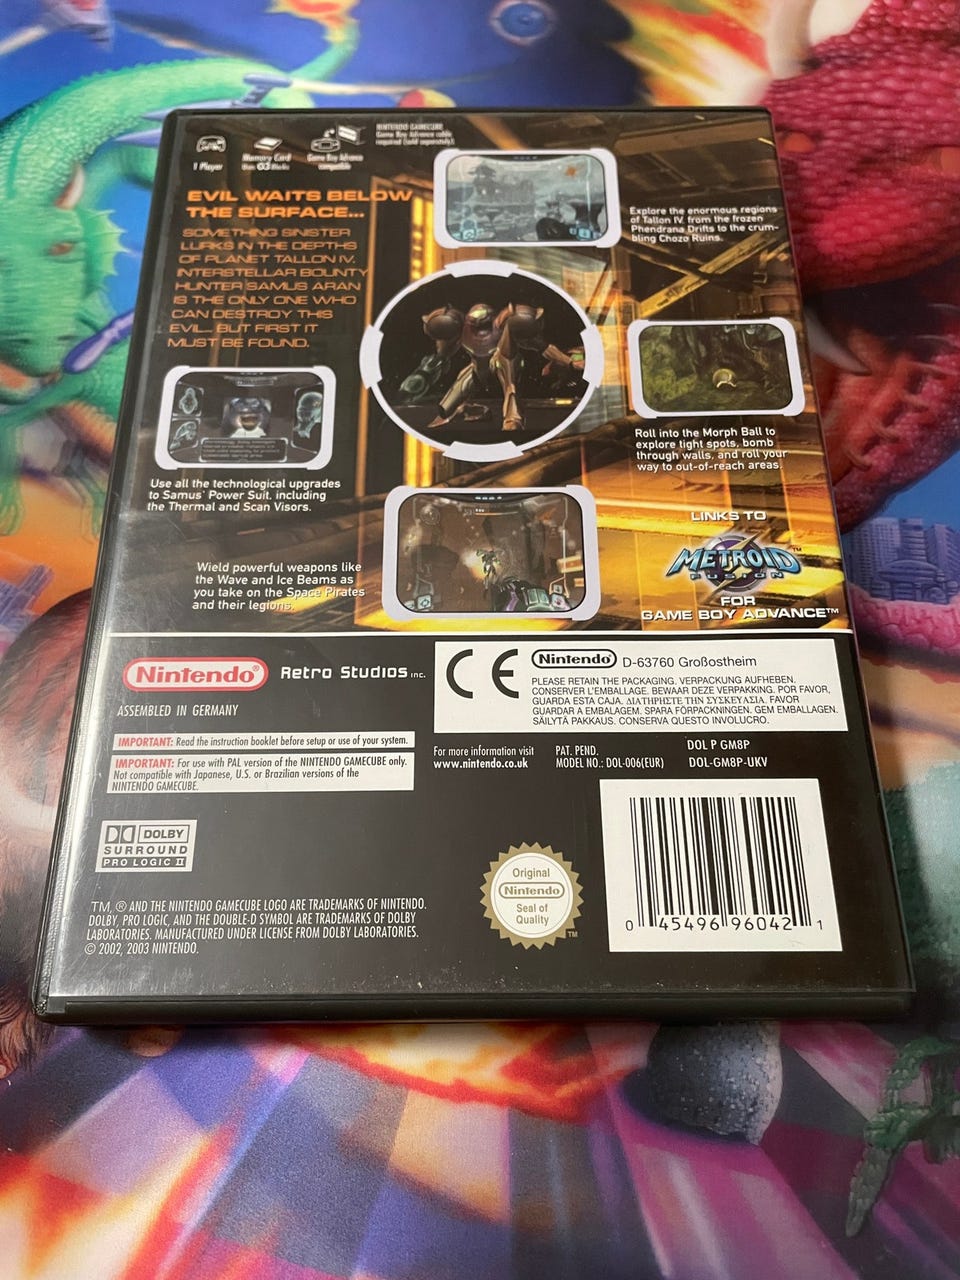 NINTENDO GAMECUBE
Game Boy Advance cable
required (sold separately).
1 Player
Memory Card
Game Boy Advance
compatible
EVIL WAITS BELOW
THE SURFACE...
SOMETHING SINISTER
LURKS IN THE DEPTHS
OF PLANET TALLON IV.
INTERSTELLAR BOUNTY
HUNTER SAMUS ARAN
IS THE ONLY ONE WHO
CAN DESTROY THIS
EVIL... BUT FIRST IT
MUST BE FOUND.
Explore the enormous regions
of Tallon IV, from the frozen
Phendrana Drifts to the crum-
bling Chozo Ruins.
Roll into the Morph Ball to
explore tight spots, bomb
through walls, and roll your
way to out-of-reach areas.
Use all the technological upgrades
to Samus' Power Suit, including
the Thermal and Scan Visors.
Wield powerful weapons like
the Wave and Ice Beams as
you take on the Space Pirates
and their legions.
LINKS TO
METROID™
FUSION
FOR
GAME BOY ADVANCE™
Nintendo®
Retro Studios INC.
ASSEMBLED IN GERMANY
CE
Nintendo® D-63760 Großostheim
PLEASE RETAIN THE PACKAGING. VERPACKUNG AUFHEBEN.
CONSERVER L'EMBALLAGE. BEWAAR DEZE VERPAKKING. POR FAVOR,
GUARDA ESTA CAJA. ΔΙΑΤΗΡΗΣΤΕ ΤΗΝ ΣΥΣΚΕΥΑΣΙΑ. FAVOR
GUARDAR A EMBALAGEM. SPARA FÖRPACKNINGEN. GEM EMBALLAGEN.
SÄILYTÄ PAKKAUS. CONSERVA QUESTO INVOLUCRO.
IMPORTANT: Read the instruction booklet before setup or use of your system.
IMPORTANT: For use with PAL version of the NINTENDO GAMECUBE only.
Not compatible with Japanese, U.S. or Brazilian versions of the
NINTENDO GAMECUBE.
For more information visit
www.nintendo.co.uk
PAT. PEND.
MODEL NO.: DOL-006(EUR)
DOL P GM8P
DOL-GM8P-UKV
DOLBY
SURROUND
PRO LOGIC II
TM, ® AND THE NINTENDO GAMECUBE LOGO ARE TRADEMARKS OF NINTENDO.
DOLBY, PRO LOGIC, AND THE DOUBLE-D SYMBOL ARE TRADEMARKS OF DOLBY
LABORATORIES. MANUFACTURED UNDER LICENSE FROM DOLBY LABORATORIES.
© 2002, 2003 NINTENDO.
Original
Nintendo
Seal of
Quality
TM
0 45496 96042 1